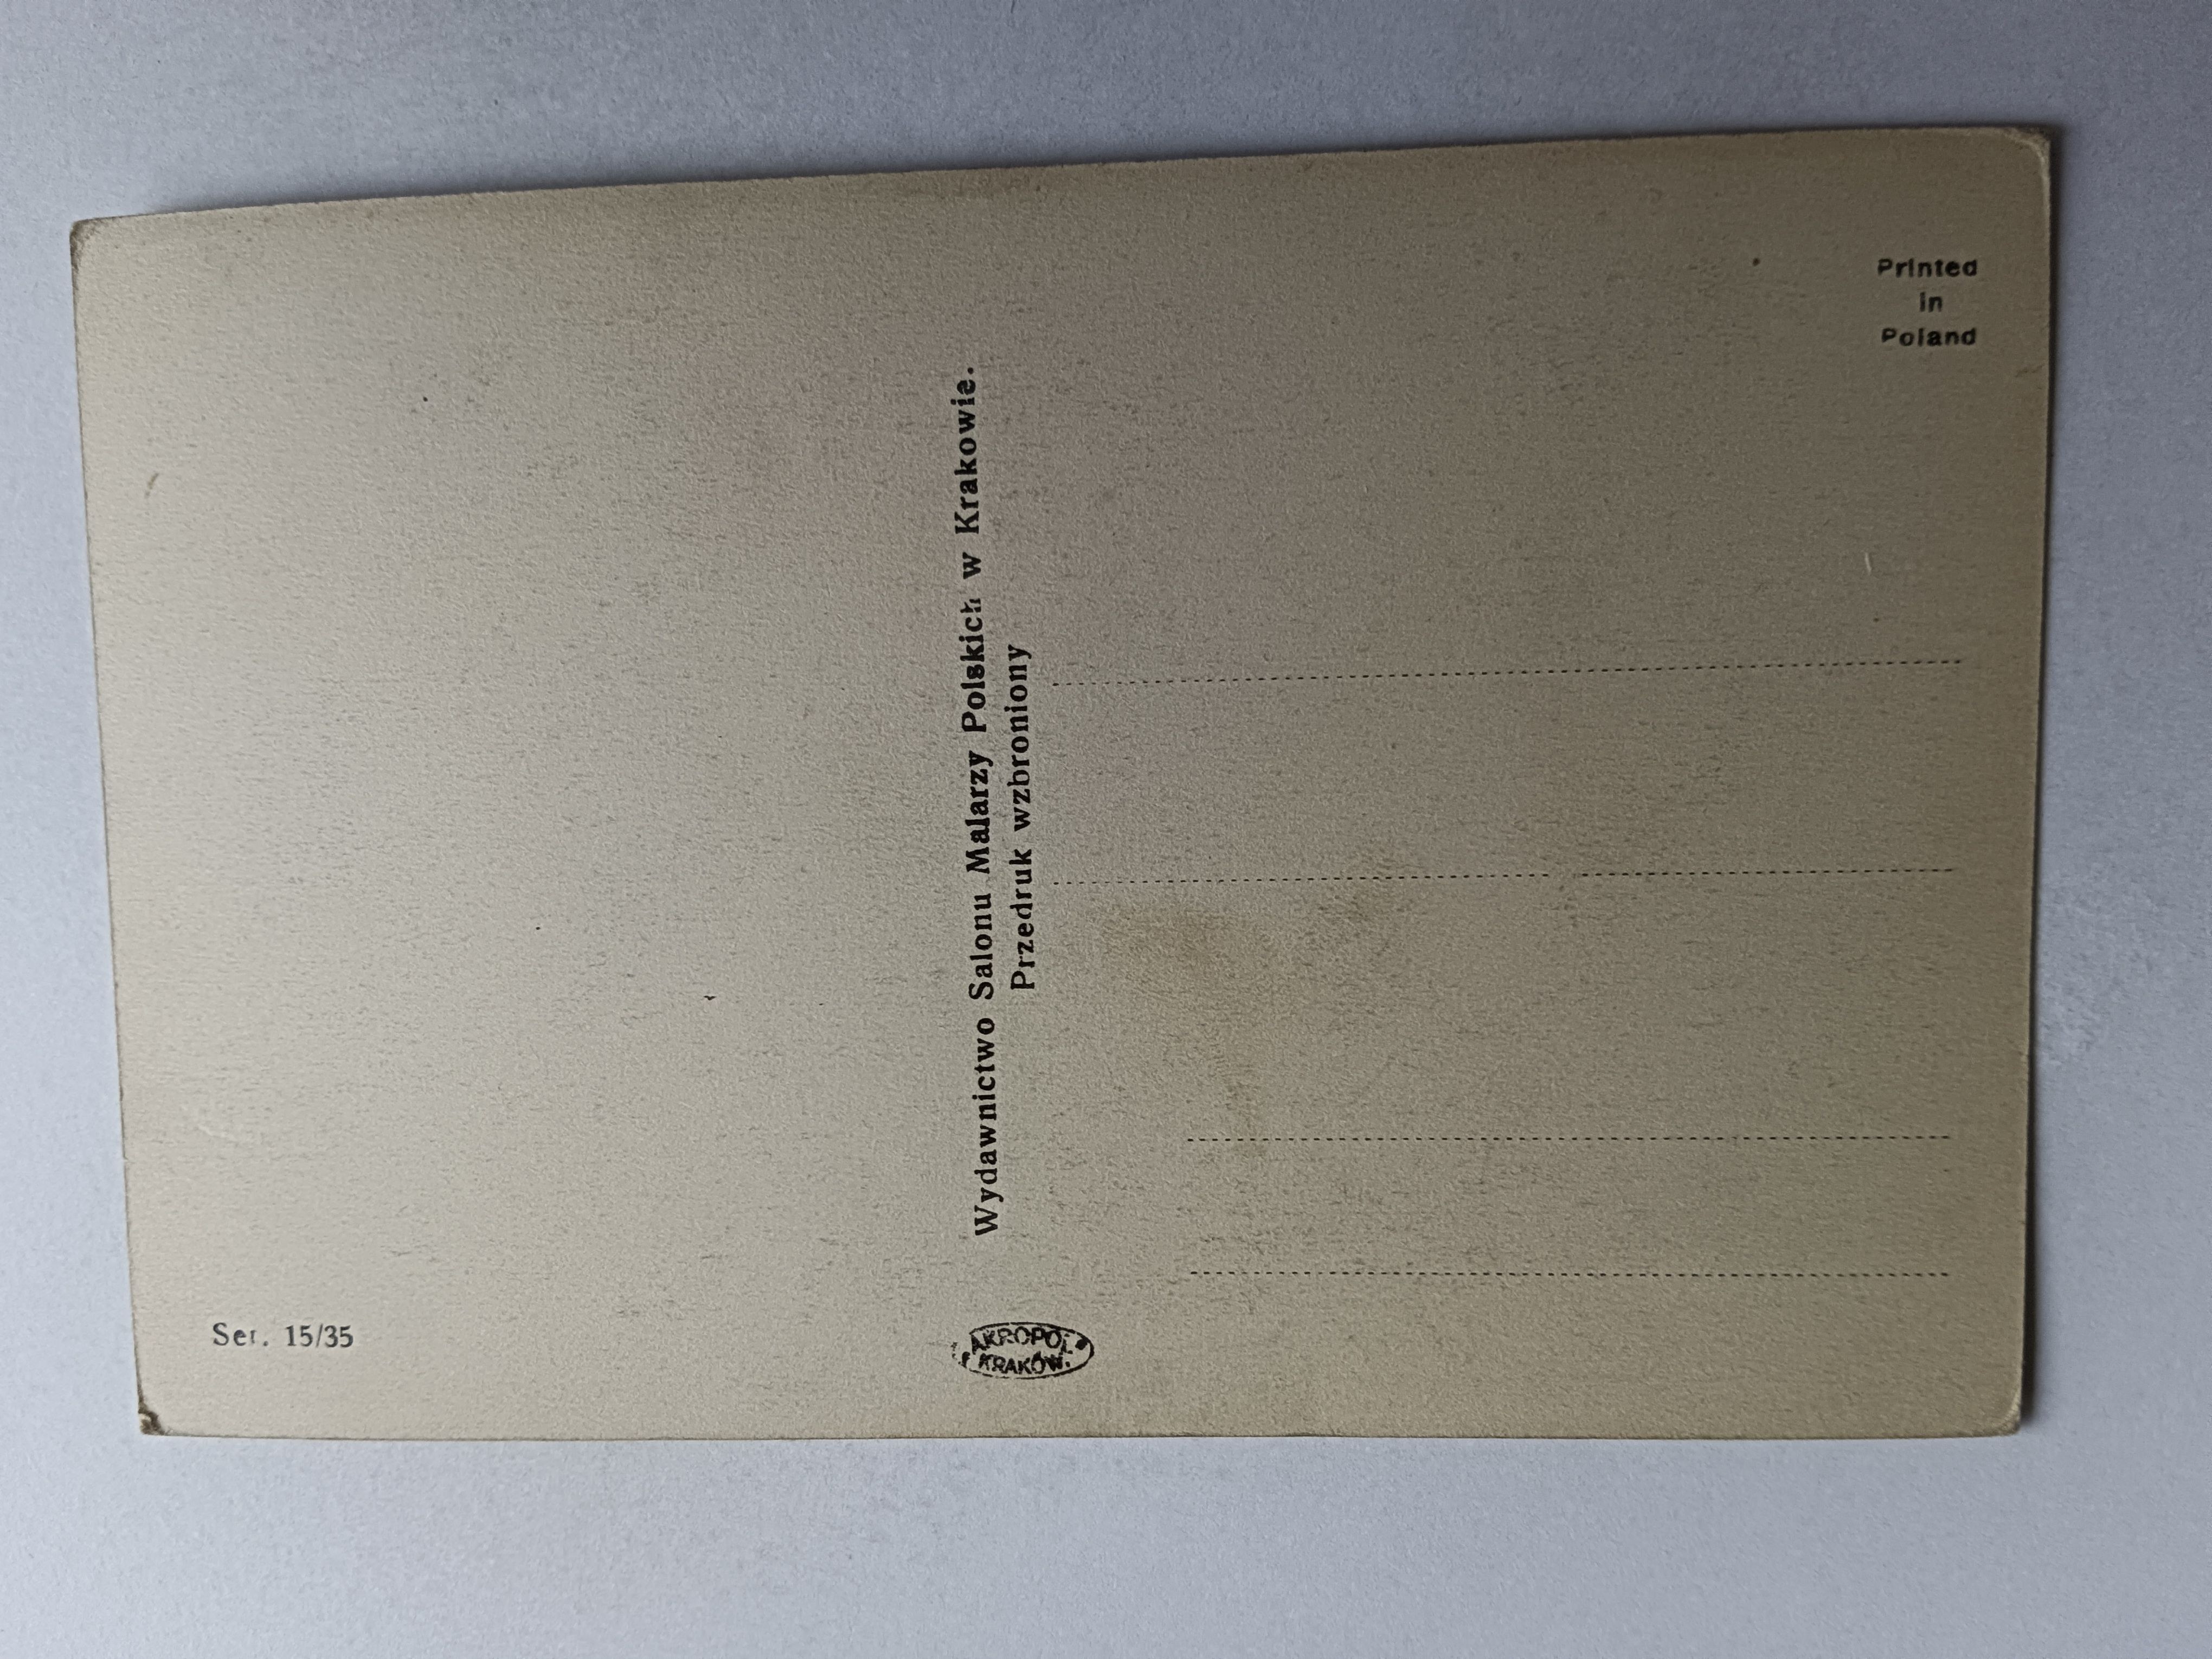 Printed
in
Poland
Wydawnictwo Salonu Malarzy Polskich w Krakowie.
Przedruk wzbroniony
Ser. 15/35
AKROPOL
KRAKÓW.